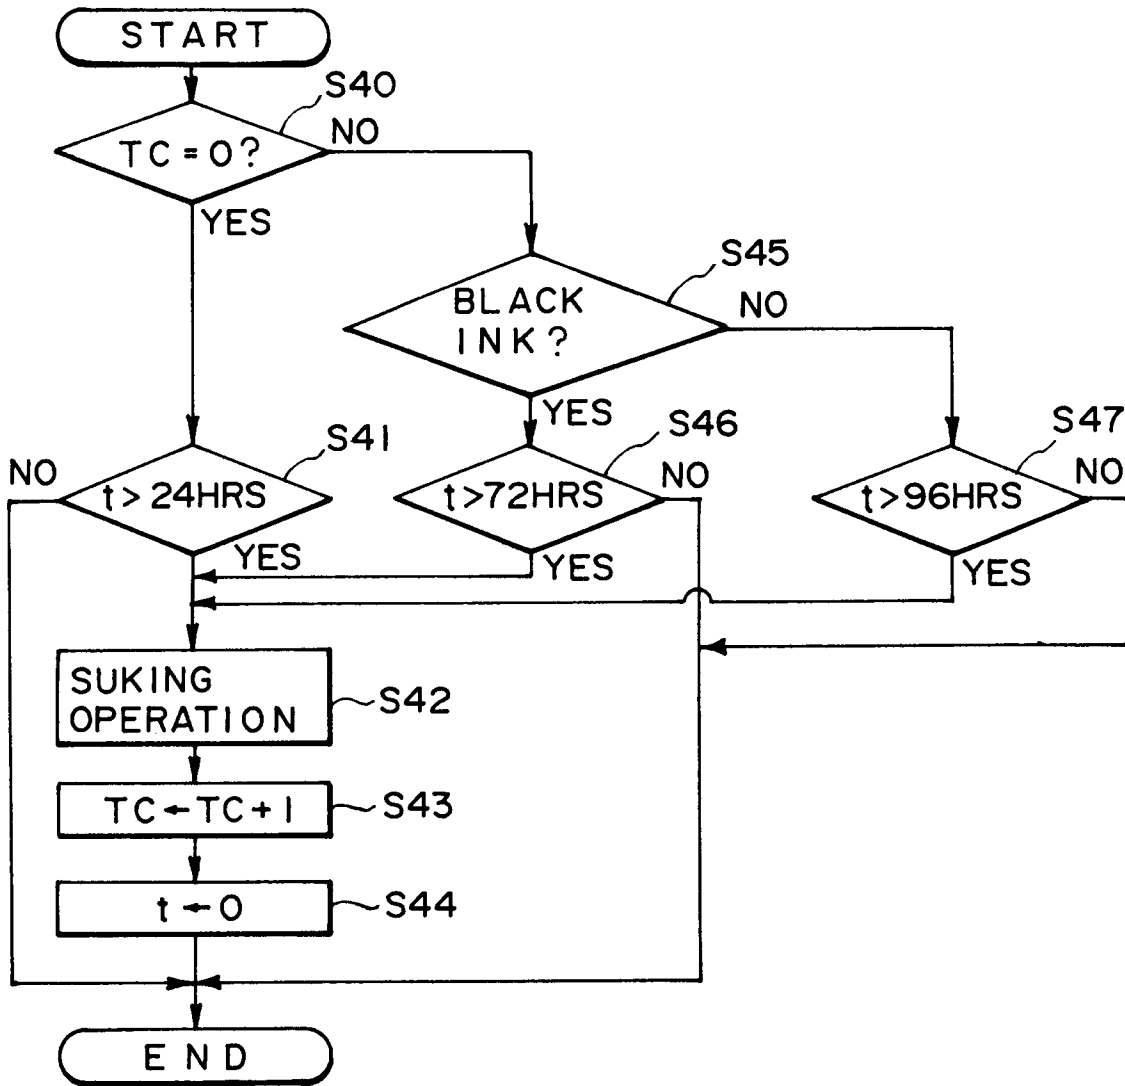 START
S40
TC=0?
NO
YES
S45
BLACK
INK?
NO
YES
S41
NO
t>24HRS
YES
S46
t>72HRS
NO
YES
S47
t>96HRS
NO
YES
SUKING
OPERATION
S42
TC←TC+1
S43
t←0
S44
END